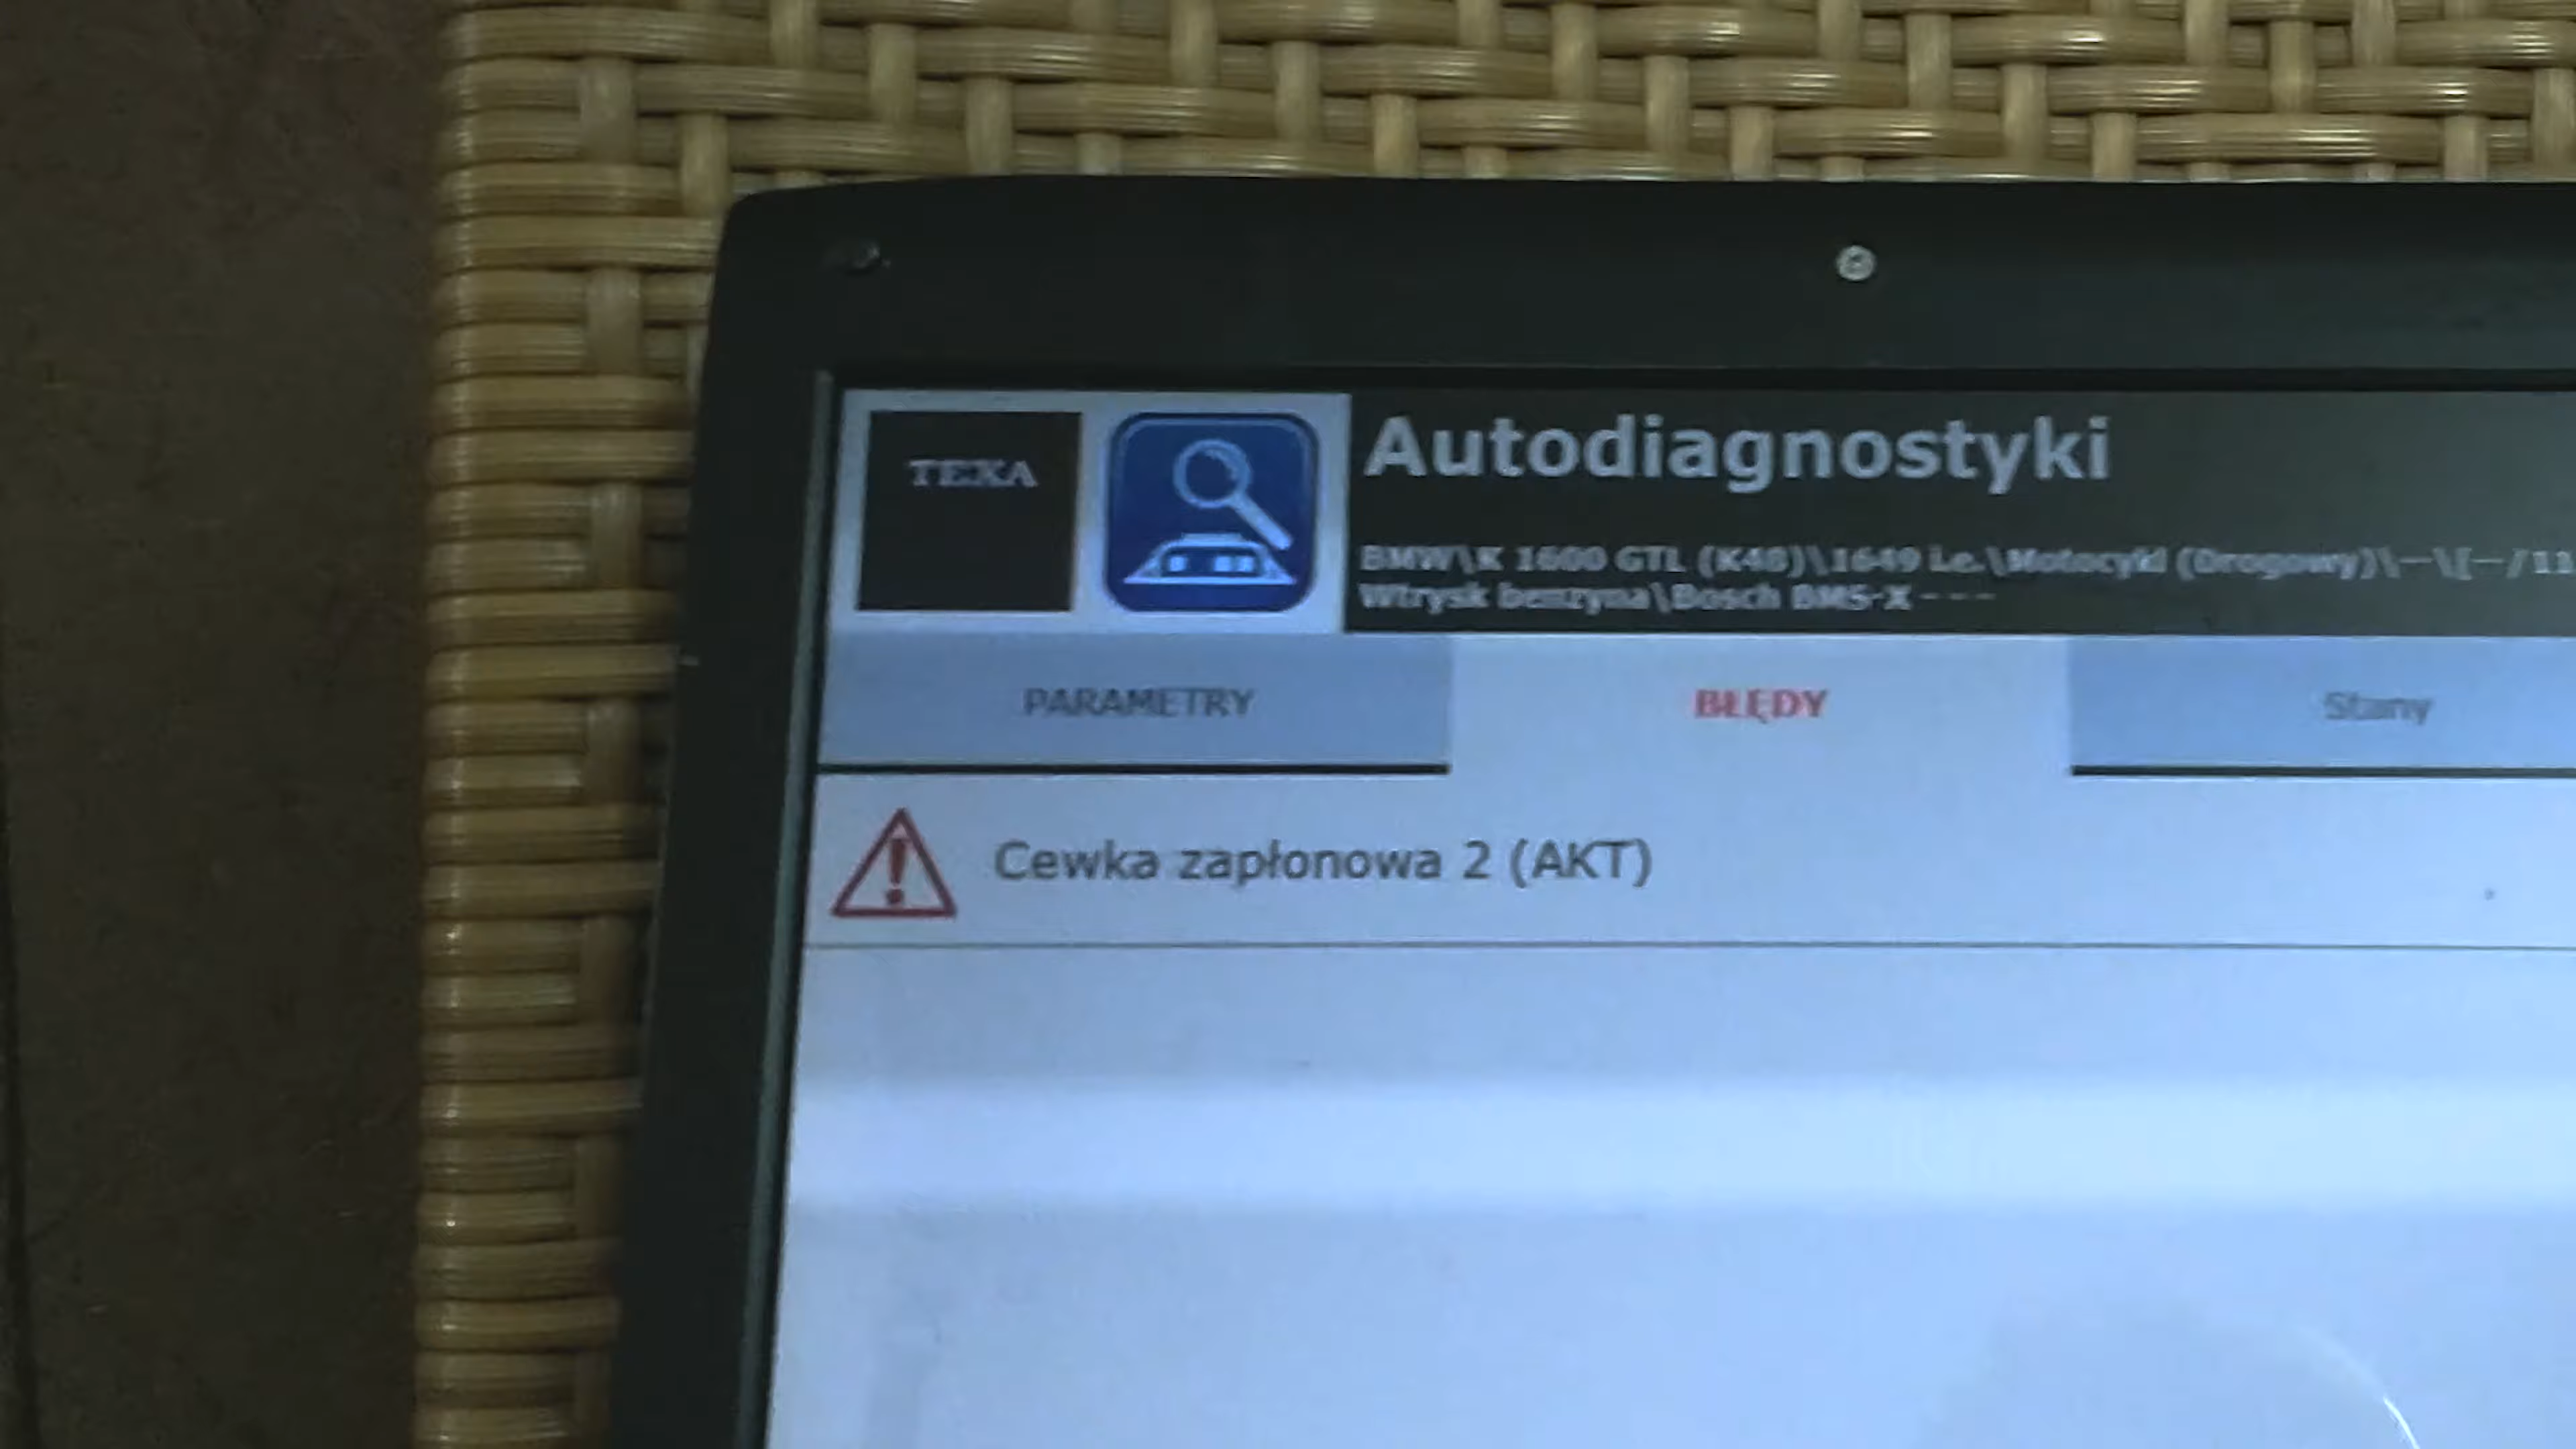 TEXA
Autodiagnostyki
BMW\K 1600 GTL (K48)\1649 i.e.\Motocykl (Drogowy)\---\[---/11
Wtrysk benzyna\Bosch BMS-X - - -
PARAMETRY
BŁĘDY
Stany
Cewka zapłonowa 2 (AKT)